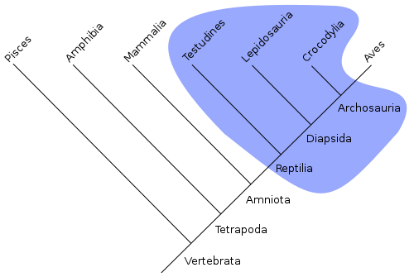 Pisces
Amphibia
Mammalia
Testudines
Lepidosauria
Crocodylia
Aves
Archosauria
Diapsida
Reptilia
Amniota
Tetrapoda
Vertebrata